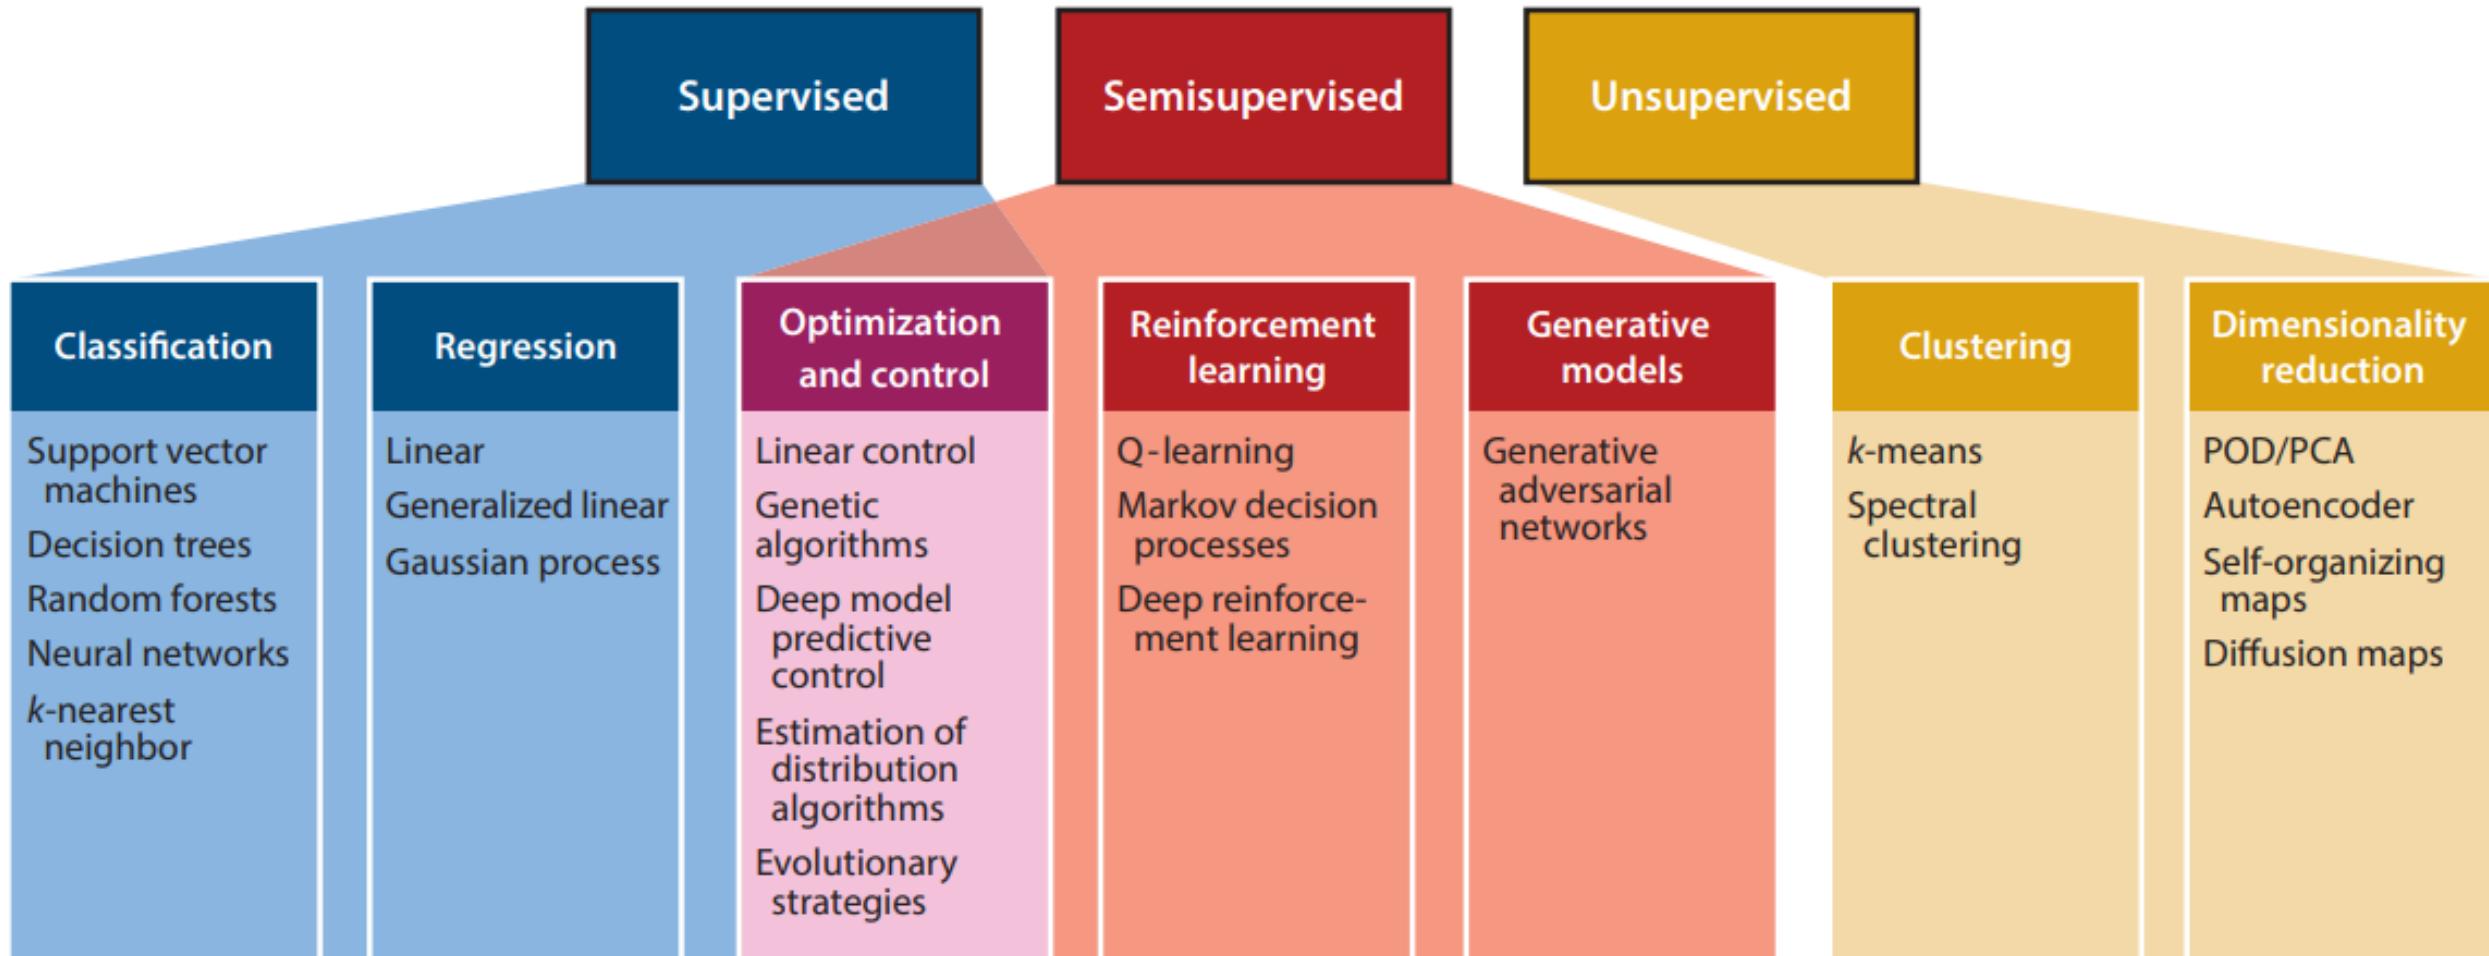 Supervised
Semisupervised
Unsupervised
Classification
Support vector
machines
Decision trees
Random forests
Neural networks
k-nearest
neighbor
Regression
Linear
Generalized linear
Gaussian process
Optimization
and control
Linear control
Genetic
algorithms
Deep model
predictive
control
Estimation of
distribution
algorithms
Evolutionary
strategies
Reinforcement
learning
Q-learning
Markov decision
processes
Deep reinforce-
ment learning
Generative
models
Generative
adversarial
networks
Clustering
k-means
Spectral
clustering
Dimensionality
reduction
POD/PCA
Autoencoder
Self-organizing
maps
Diffusion maps